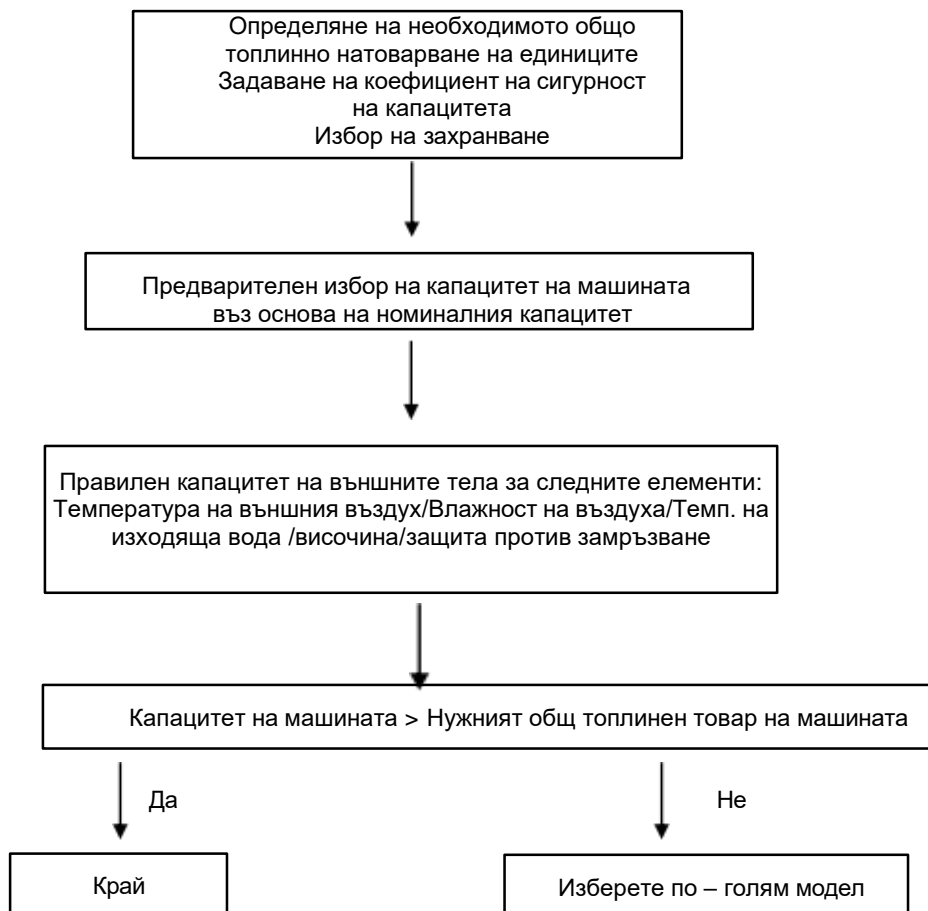 Определяне на необходимото общо
топлинно натоварване на единиците
Задаване на коефициент на сигурност
на капацитета
Избор на захранване
Предварителен избор на капацитет на машината
въз основа на номиналния капацитет
Правилен капацитет на външните тела за следните елементи:
Температура на външния въздух/Влажност на въздуха/Темп. на
изходяща вода /височина/защита против замръзване
Капацитет на машината > Нужният общ топлинен товар на машината
Да
Не
Край
Изберете по – голям модел